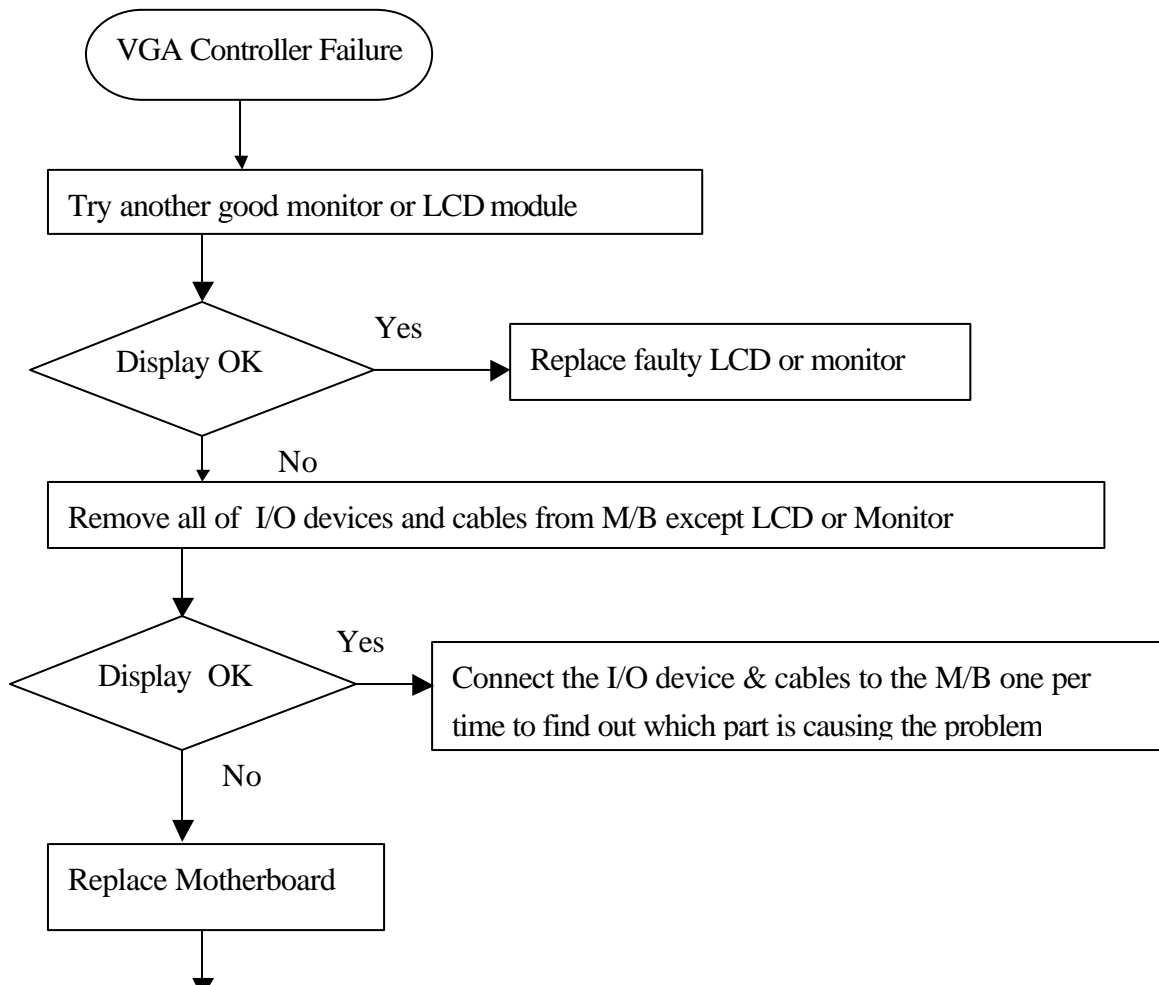 VGA Controller Failure
Try another good monitor or LCD module
Display OK
Yes
Replace faulty LCD or monitor
No
Remove all of I/O devices and cables from M/B except LCD or Monitor
Display OK
Yes
Connect the I/O device & cables to the M/B one per
time to find out which part is causing the problem
No
Replace Motherboard